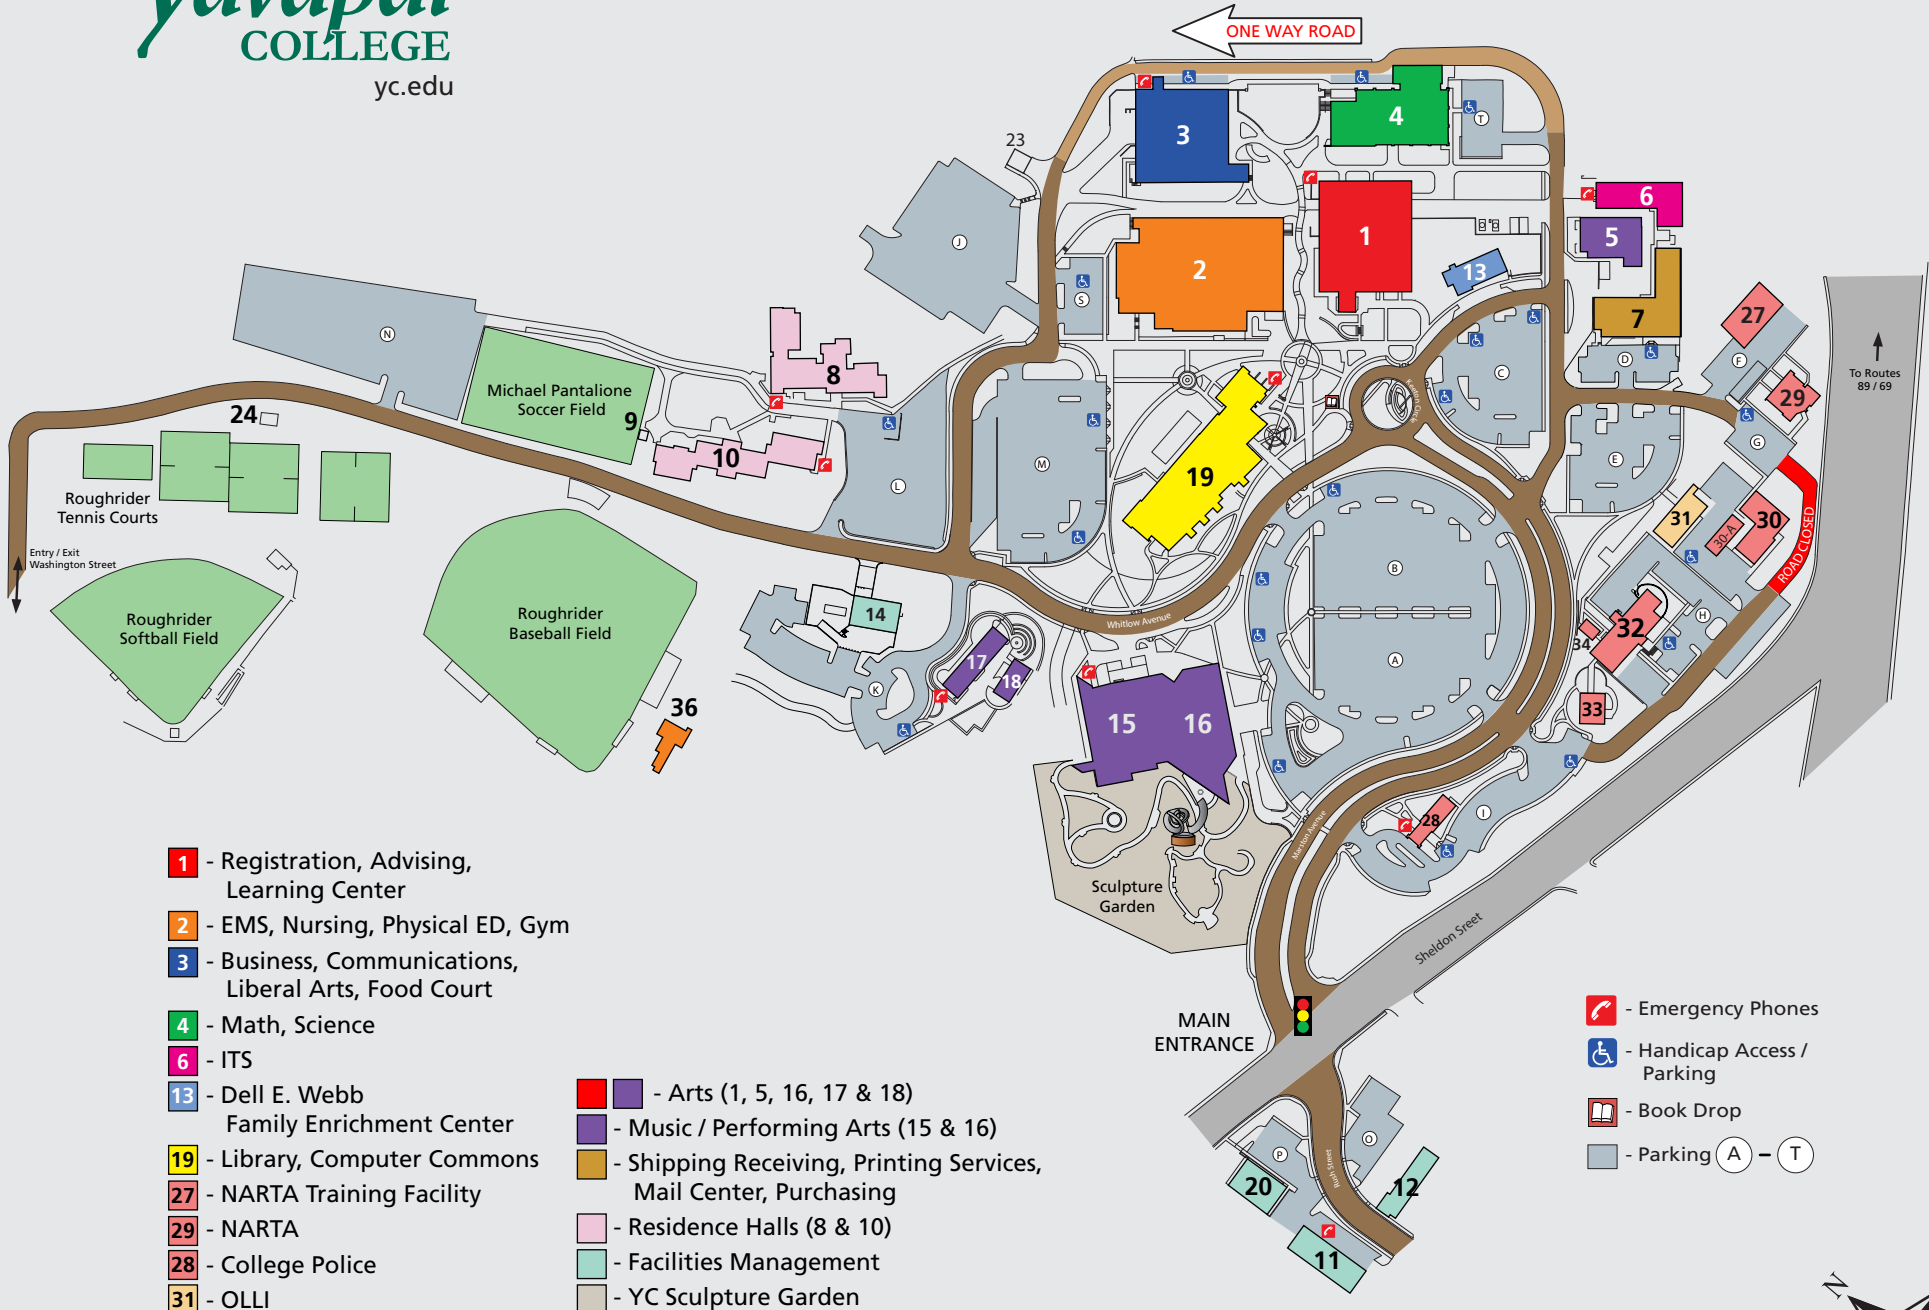 yavapai
COLLEGE
yc.edu
ONE WAY ROAD
3
4
T
23
6
1
5
J
2
13
S
27
7
N
To Routes
89 / 69
D
F
8
C
Michael Pantalione
Soccer Field
29
24
9
G
10
M
E
19
L
Roughrider
Tennis Courts
31
30
30-A
ROAD CLOSED
Entry / Exit
Washington Street
B
14
H
Roughrider
Softball Field
Roughrider
Baseball Field
Whitlow Avenue
32
34
17
A
18
K
33
36
15
16
I
28
Marston Avenue
Sculpture
Garden
Sheldon Sreet
MAIN
ENTRANCE
O
P
Rush Street
20
12
11
N
1 - Registration, Advising,
Learning Center
2 - EMS, Nursing, Physical ED, Gym
3 - Business, Communications,
Liberal Arts, Food Court
4 - Math, Science
6 - ITS
13 - Dell E. Webb
Family Enrichment Center
19 - Library, Computer Commons
27 - NARTA Training Facility
29 - NARTA
28 - College Police
31 - OLLI
- Arts (1, 5, 16, 17 & 18)
- Music / Performing Arts (15 & 16)
- Shipping Receiving, Printing Services,
Mail Center, Purchasing
- Residence Halls (8 & 10)
- Facilities Management
- YC Sculpture Garden
- Emergency Phones
- Handicap Access /
Parking
- Book Drop
- Parking A – T